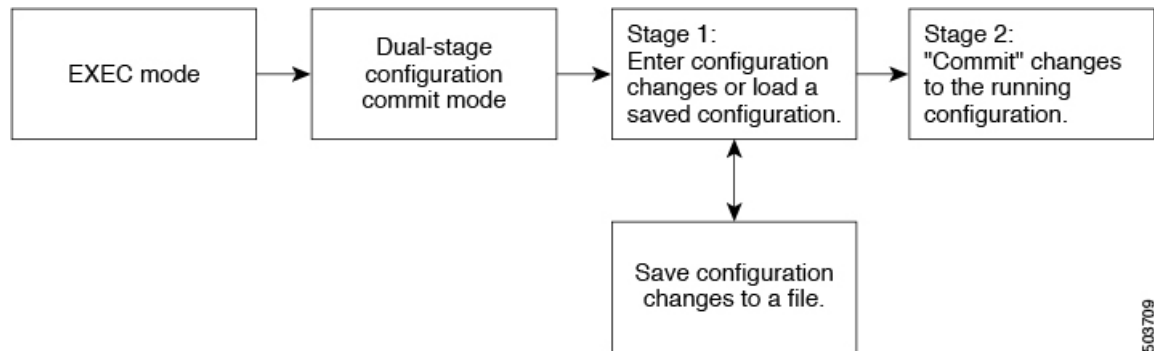 EXEC mode
Dual-stage
configuration
commit mode
Stage 1:
Enter configuration
changes or load a
saved configuration.
Stage 2:
"Commit" changes
to the running
configuration.
Save configuration
changes to a file.
503709